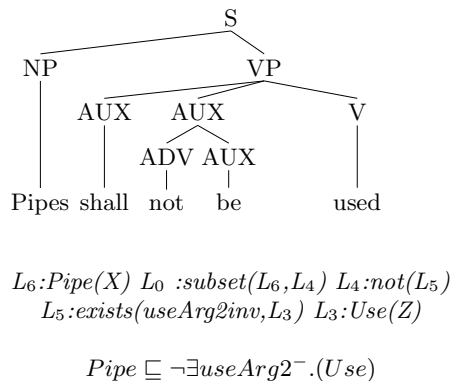 S
NP VP
AUX AUX V
ADV AUX
Pipes shall not be used
L₆:Pipe(X) L₀ :subset(L₆,L₄) L₄:not(L₅)
L₅:exists(useArg2inv,L₃) L₃:Use(Z)
Pipe ⊑ ¬∃useArg2⁻.(Use)